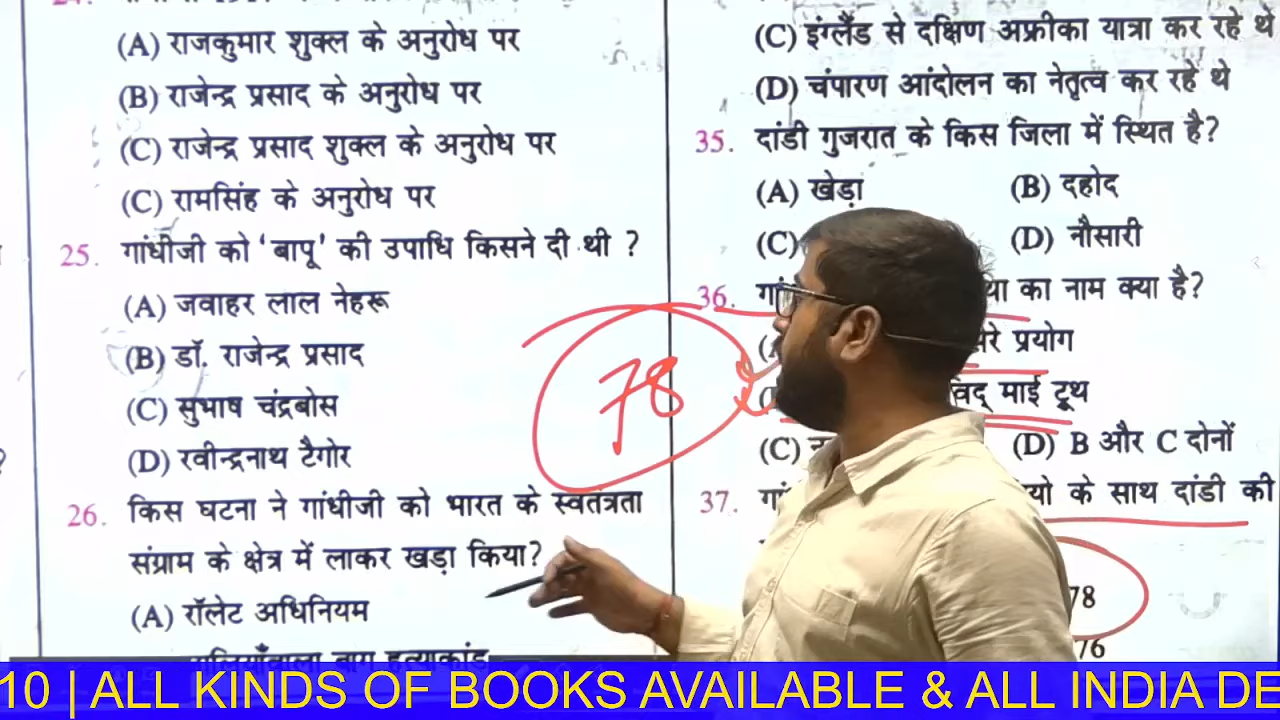 (A) राजकुमार शुक्ल के अनुरोध पर
(B) राजेन्द्र प्रसाद के अनुरोध पर
(C) राजेन्द्र प्रसाद शुक्ल के अनुरोध पर
(C) रामसिंह के अनुरोध पर
25. गांधीजी को 'बापू' की उपाधि किसने दी थी ?
(A) जवाहर लाल नेहरू
(B) डॉ. राजेन्द्र प्रसाद
(C) सुभाष चंद्रबोस
(D) रवीन्द्रनाथ टैगोर
26. किस घटना ने गांधीजी को भारत के स्वतंत्रता
संग्राम के क्षेत्र में लाकर खड़ा किया?
(A) रॉलेट अधिनियम
बाग हत्याकांड
(C) इंग्लैंड से दक्षिण अफ्रीका यात्रा कर रहे थे
(D) चंपारण आंदोलन का नेतृत्व कर रहे थे
35. दांडी गुजरात के किस जिला में स्थित है?
(A) खेड़ा (B) दहोद
(C) (D) नौसारी
36. का नाम क्या है?
प्रयोग
माई ट्रूथ
(C) (D) B और C दोनों
37. के साथ दांडी की
78
78
76
10 | ALL KINDS OF BOOKS AVAILABLE & ALL INDIA DE